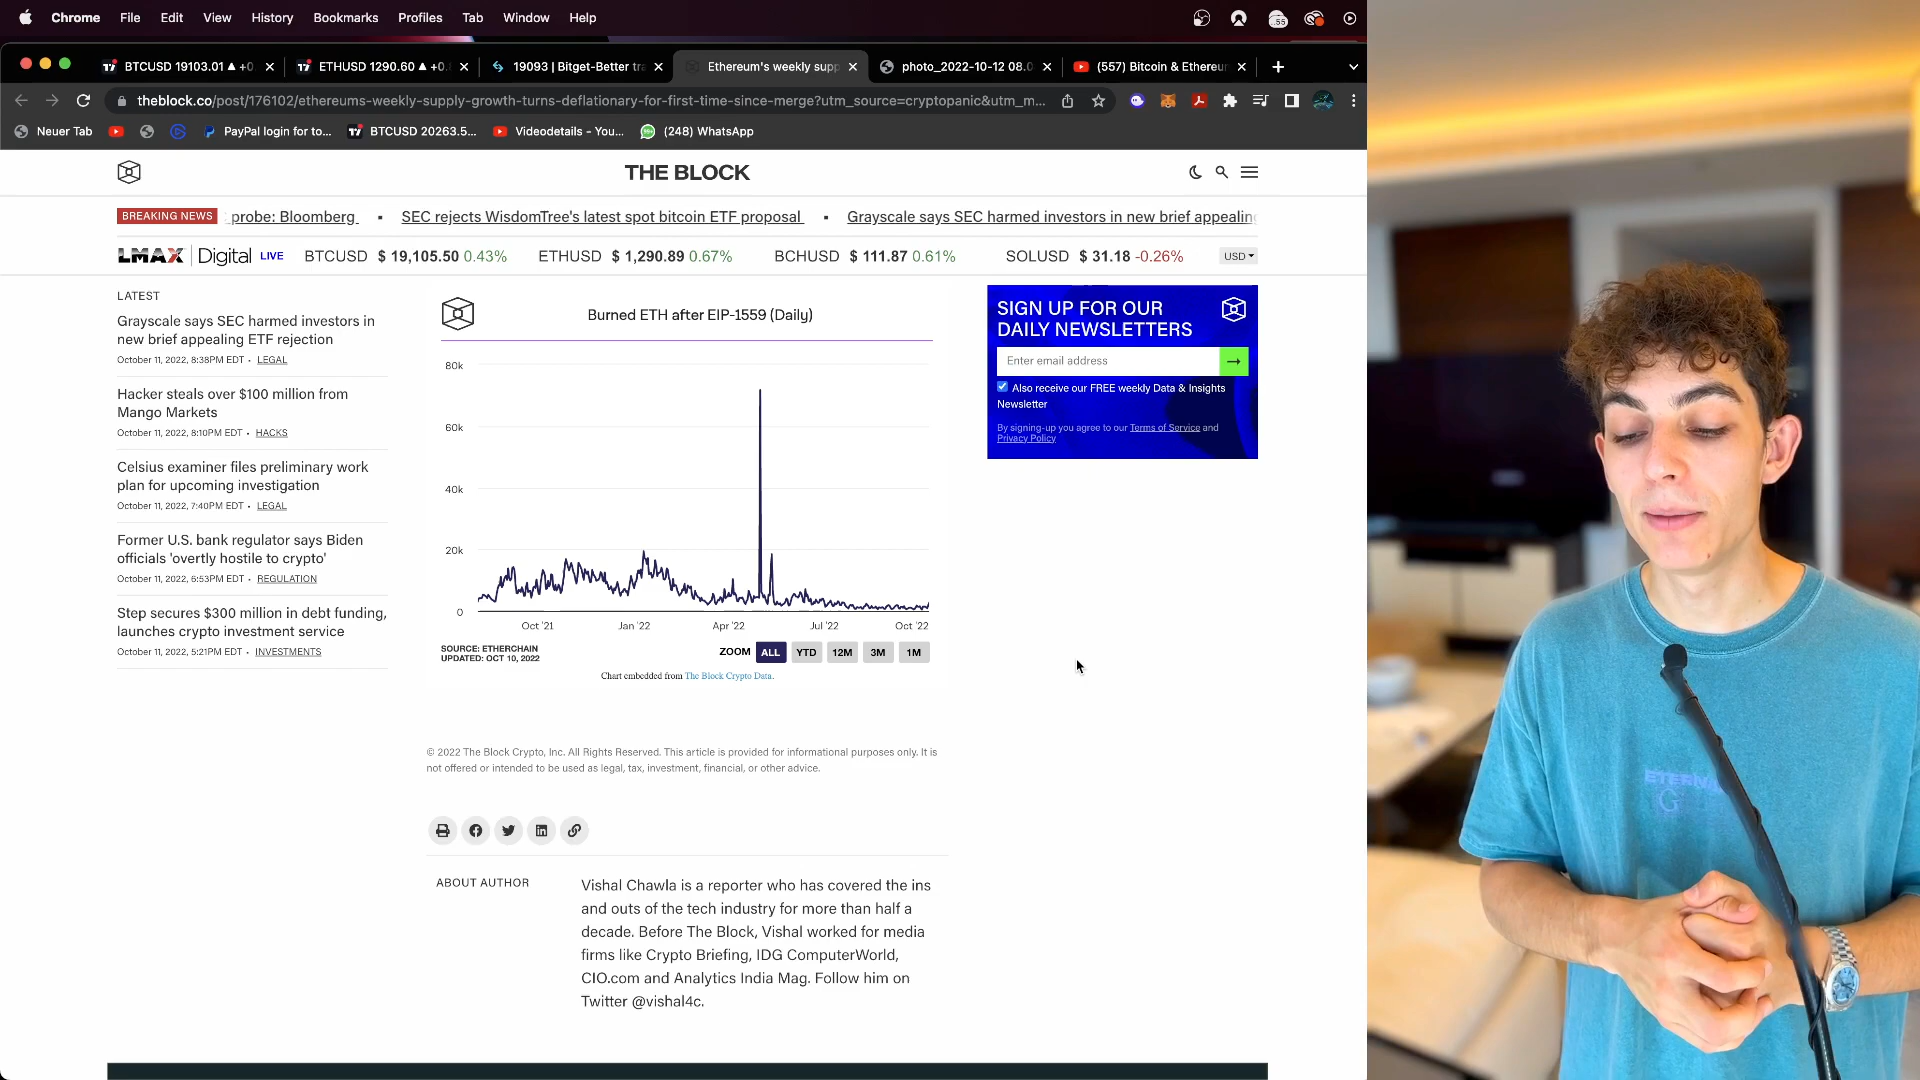 Chrome File Edit View History Bookmarks Profiles Tab Window Help
.55
BTCUSD 19103.01 ▲ +0
ETHUSD 1290.60 ▲ +0.
19093 | Bitget-Better tra
Ethereum's weekly supp
photo_2022-10-12 08.0
(557) Bitcoin & Ethereu
theblock.co/post/176102/ethereums-weekly-supply-growth-turns-deflationary-for-first-time-since-merge?utm_source=cryptopanic&utm_m...
Neuer Tab
PayPal login for to...
BTCUSD 20263.5...
Videodetails – You...
(248) WhatsApp
THE BLOCK
BREAKING NEWS
probe: Bloomberg
SEC rejects WisdomTree's latest spot bitcoin ETF proposal
Grayscale says SEC harmed investors in new brief appealing
LMAX Digital LIVE
BTCUSD $ 19,105.50 0.43%
ETHUSD $ 1,290.89 0.67%
BCHUSD $ 111.87 0.61%
SOLUSD $ 31.18 -0.26%
USD
LATEST
Grayscale says SEC harmed investors in
new brief appealing ETF rejection
October 11, 2022, 8:38PM EDT • LEGAL
Hacker steals over $100 million from
Mango Markets
October 11, 2022, 8:10PM EDT • HACKS
Celsius examiner files preliminary work
plan for upcoming investigation
October 11, 2022, 7:40PM EDT • LEGAL
Former U.S. bank regulator says Biden
officials 'overtly hostile to crypto'
October 11, 2022, 6:53PM EDT • REGULATION
Step secures $300 million in debt funding,
launches crypto investment service
October 11, 2022, 5:21PM EDT • INVESTMENTS
Burned ETH after EIP-1559 (Daily)
80k
60k
40k
20k
0
Oct '21 Jan '22 Apr '22 Jul '22 Oct '22
SOURCE: ETHERCHAIN
UPDATED: OCT 10, 2022
ZOOM ALL YTD 12M 3M 1M
Chart embedded from The Block Crypto Data.
SIGN UP FOR OUR
DAILY NEWSLETTERS
Enter email address
→
Also receive our FREE weekly Data & Insights
Newsletter
By signing-up you agree to our Terms of Service and
Privacy Policy
© 2022 The Block Crypto, Inc. All Rights Reserved. This article is provided for informational purposes only. It is
not offered or intended to be used as legal, tax, investment, financial, or other advice.
ABOUT AUTHOR
Vishal Chawla is a reporter who has covered the ins
and outs of the tech industry for more than half a
decade. Before The Block, Vishal worked for media
firms like Crypto Briefing, IDG ComputerWorld,
CIO.com and Analytics India Mag. Follow him on
Twitter @vishal4c.